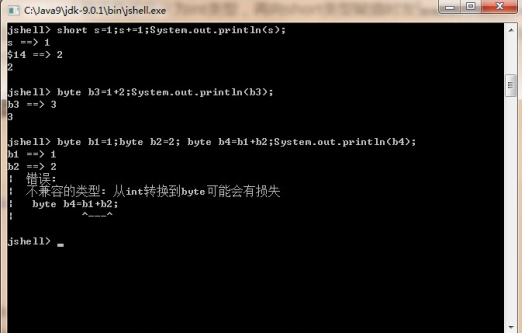 C:\Java9\jdk-9.0.1\bin\jshell.exe
jshell> short s=1;s+=1;System.out.println(s);
s ==> 1
$14 ==> 2
2
jshell> byte b3=1+2;System.out.println(b3);
b3 ==> 3
3
jshell> byte b1=1;byte b2=2; byte b4=b1+b2;System.out.println(b4);
b1 ==> 1
b2 ==> 2
¦ 错误:
¦ 不兼容的类型: 从int转换到byte可能会有损失
¦ byte b4=b1+b2;
¦ ^---^
jshell> _